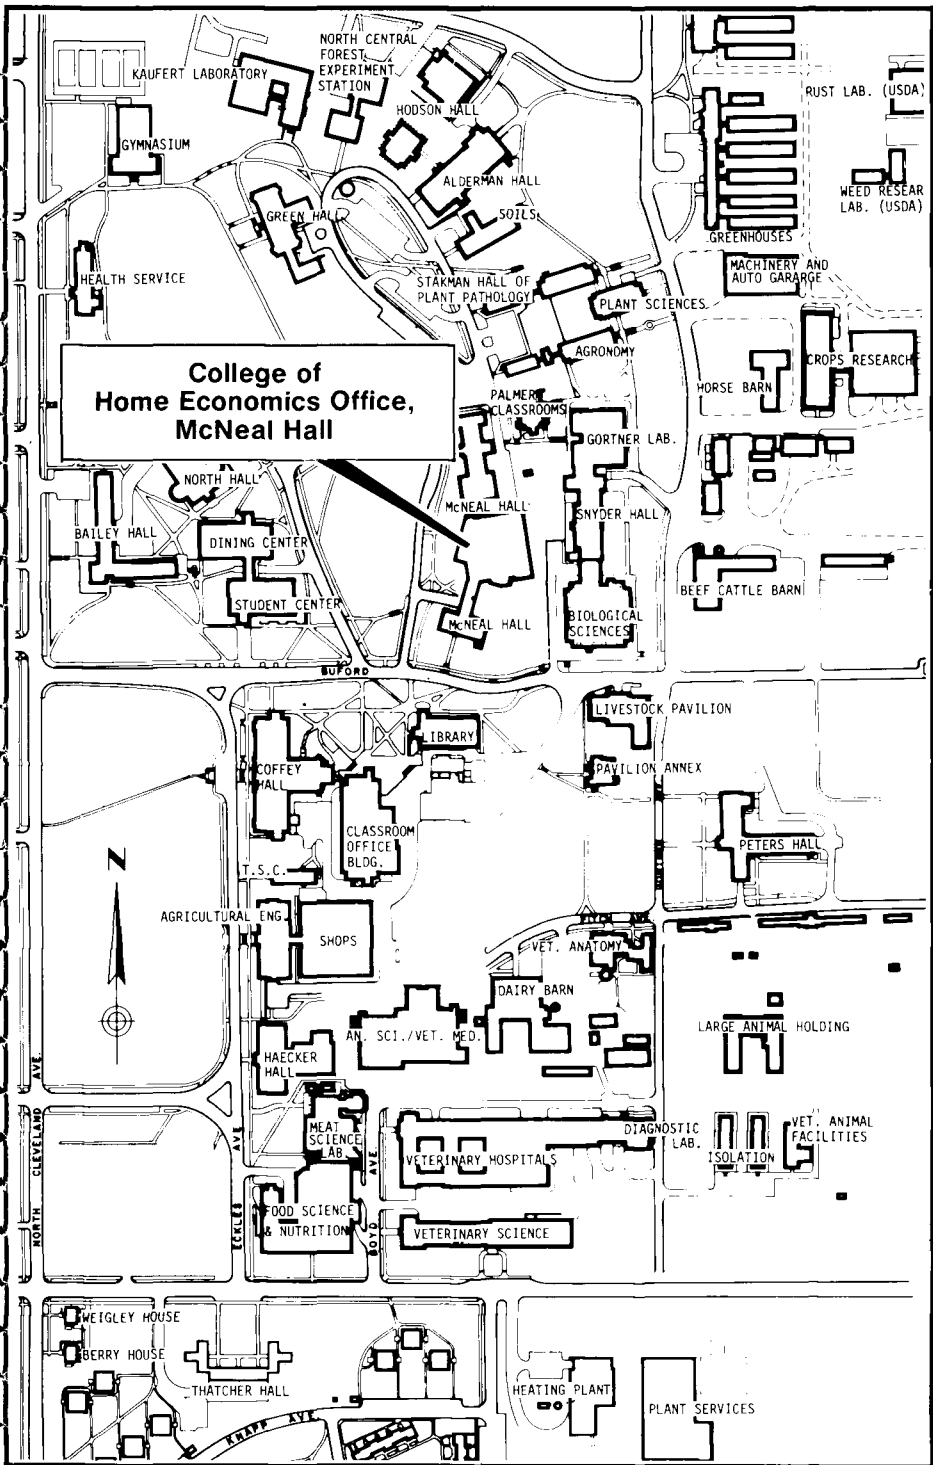 NORTH CENTRAL
FOREST
EXPERIMENT
STATION
KAUFERT LABORATORY
HODSON HALL
RUST LAB. (USDA)
GYMNASIUM
ALDERMAN HALL
WEED RESEAR
LAB. (USDA)
GREEN HALL
SOILS
GREENHOUSES
HEALTH SERVICE
STAKMAN HALL OF
PLANT PATHOLOGY
MACHINERY AND
AUTO GARARGE
PLANT SCIENCES
AGRONOMY
CROPS RESEARCH
HORSE BARN
College of
Home Economics Office,
McNeal Hall
PALMER
CLASSROOMS
GORTNER LAB.
NORTH HALL
McNEAL HALL
SNYDER HALL
BAILEY HALL
DINING CENTER
BEEF CATTLE BARN
STUDENT CENTER
McNEAL HALL
BIOLOGICAL
SCIENCES
BUFORD
LIVESTOCK PAVILION
LIBRARY
COFFEY
HALL
PAVILION ANNEX
CLASSROOM
OFFICE
BLDG.
PETERS HALL
N
T.S.C.
AGRICULTURAL ENG.
SHOPS
VET. ANATOMY
DAIRY BARN
AN. SCI./VET. MED.
LARGE ANIMAL HOLDING
HAECKER
HALL
MEAT
SCIENCE
LAB.
DIAGNOSTIC
LAB.
VET. ANIMAL
FACILITIES
ISOLATION
VETERINARY HOSPITALS
NORTH CLEVELAND AVE.
ECKLES AVE.
BOYD AVE.
FOOD SCIENCE
& NUTRITION
VETERINARY SCIENCE
WEIGLEY HOUSE
BERRY HOUSE
THATCHER HALL
KNAPP AVE.
HEATING PLANT
PLANT SERVICES